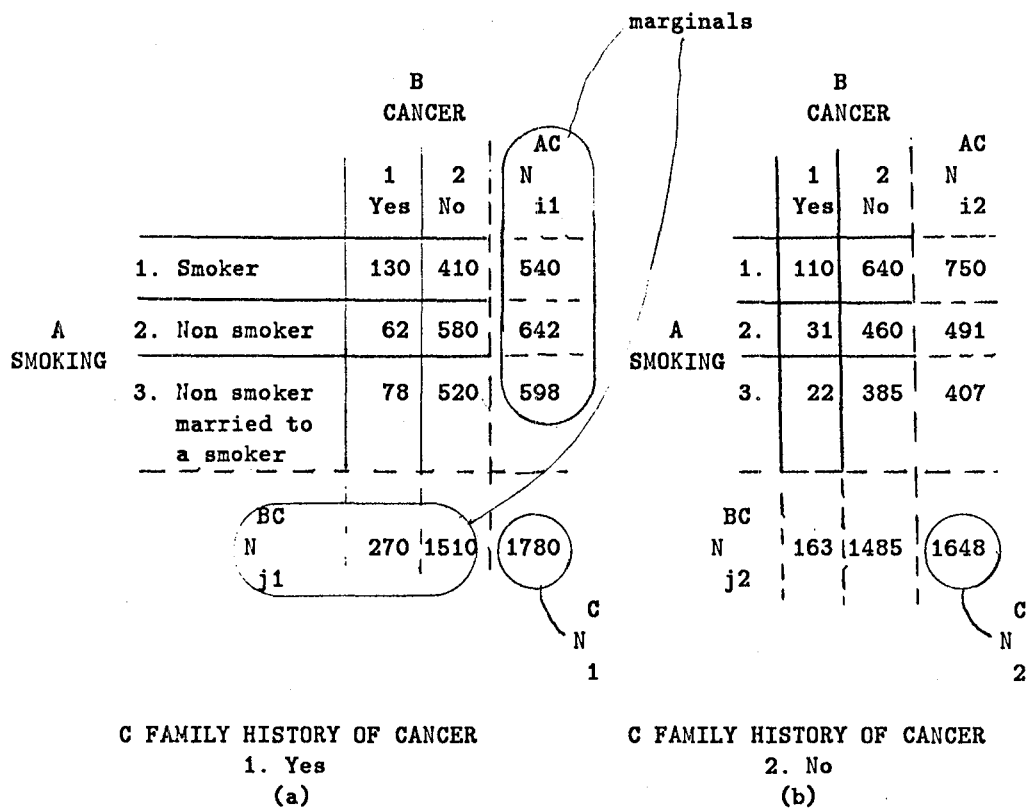 marginals
B
CANCER
1 2 AC
Yes No N
i1
1. Smoker 130 410 540
A 2. Non smoker 62 580 642
SMOKING
3. Non smoker 78 520 598
married to
a smoker
BC
N 270 1510 1780
j1
C
N
1
C FAMILY HISTORY OF CANCER
1. Yes
(a)
B
CANCER
1 2 AC
Yes No N
i2
1. 110 640 750
A 2. 31 460 491
SMOKING
3. 22 385 407
BC
N 163 1485 1648
j2
C
N
2
C FAMILY HISTORY OF CANCER
2. No
(b)